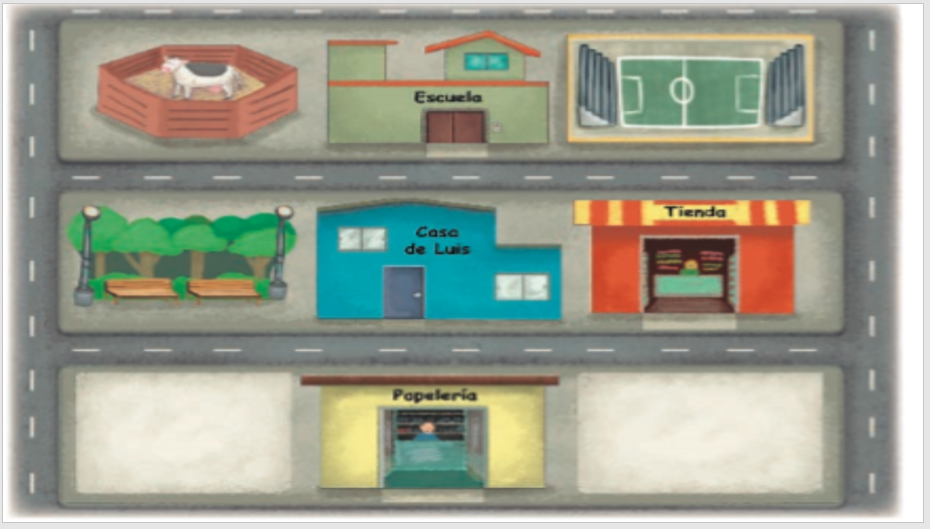 Escuela
Casa
de Luis
Tienda
Papelería